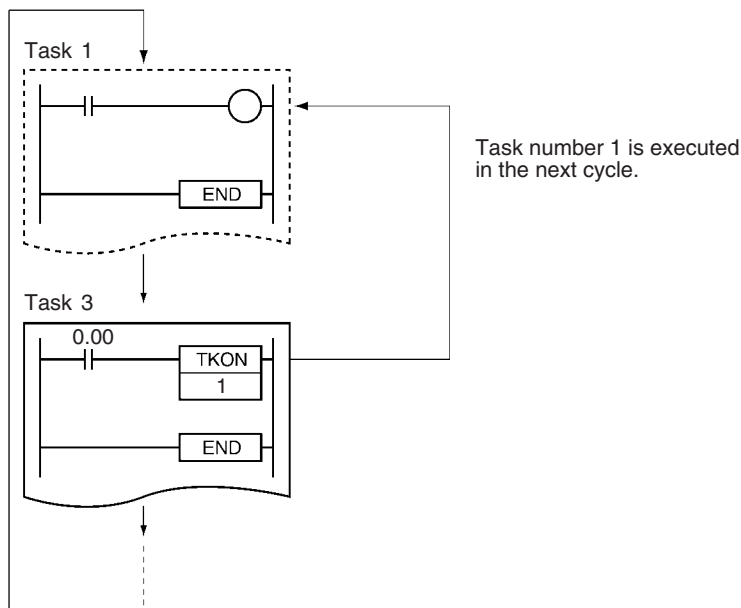 Task 1
END
Task number 1 is executed
in the next cycle.
Task 3
0.00
TKON
1
END